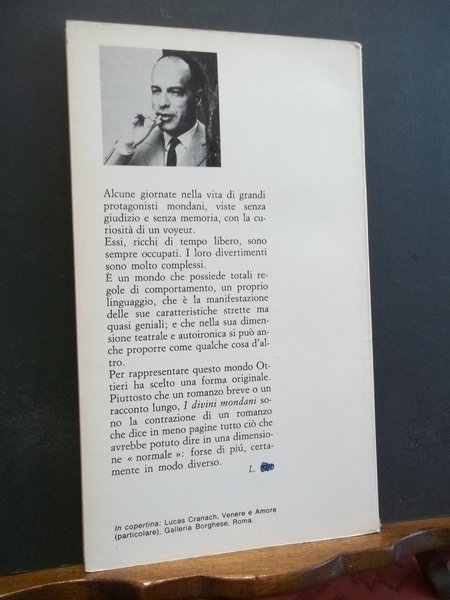 Alcune giornate nella vita di grandi
protagonisti mondani, viste senza
giudizio e senza memoria, con la cu-
riosità di un voyeur.
Essi, ricchi di tempo libero, sono
sempre occupati. I loro divertimenti
sono molto complessi.
È un mondo che possiede totali re-
gole di comportamento, un proprio
linguaggio, che è la manifestazione
delle sue caratteristiche strette ma
quasi geniali; e che nella sua dimen-
sione teatrale e autoironica si può an-
che proporre come qualche cosa d'al-
tro.
Per rappresentare questo mondo Ot-
tieri ha scelto una forma originale.
Piuttosto che un romanzo breve o un
racconto lungo, I divini mondani so-
no la contrazione di un romanzo
che dice in meno pagine tutto ciò che
avrebbe potuto dire in una dimensio-
ne « normale »: forse di piú, certa-
mente in modo diverso.
L.
In copertina: Lucas Cranach, Venere e Amore
(particolare), Galleria Borghese, Roma.